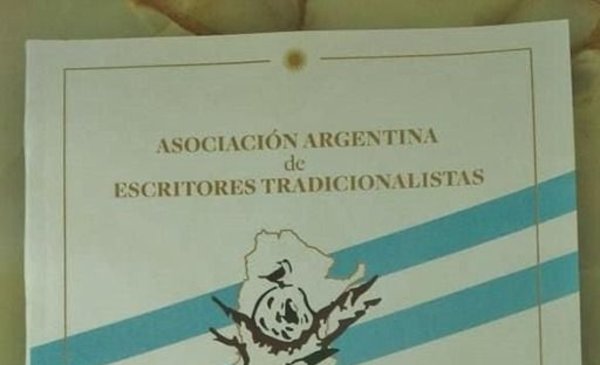 ASOCIACIÓN ARGENTINA
de
ESCRITORES TRADICIONALISTAS